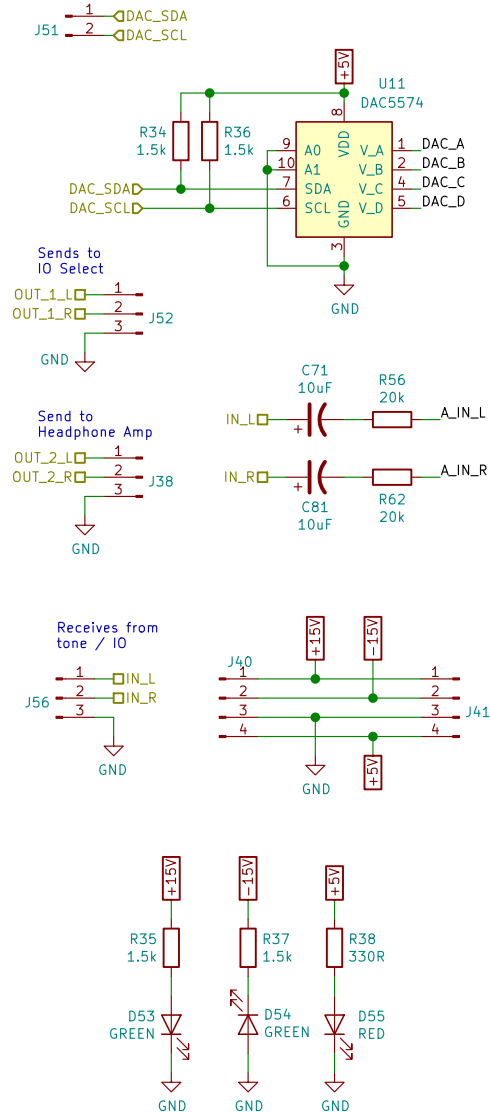 J51
1
DAC_SDA
2
DAC_SCL
+5V
U11
DAC5574
R34
1.5k
R36
1.5k
8
VDD
9
A0
10
A1
7
SDA
6
SCL
V_A
1
DAC_A
V_B
2
DAC_B
V_C
4
DAC_C
V_D
5
DAC_D
GND
3
GND
DAC_SDA
DAC_SCL
Sends to
IO Select
OUT_1_L
1
OUT_1_R
2
3
J52
GND
Send to
Headphone Amp
OUT_2_L
1
OUT_2_R
2
3
J38
GND
C71
10uF
R56
20k
IN_L
+
A_IN_L
IN_R
+
A_IN_R
C81
10uF
R62
20k
Receives from
tone / IO
J56
1
IN_L
2
IN_R
3
GND
+15V
-15V
J40
1
1
2
2
3
3
4
4
J41
GND
+5V
+15V
-15V
+5V
R35
1.5k
R37
1.5k
R38
330R
D53
GREEN
D54
GREEN
D55
RED
GND
GND
GND